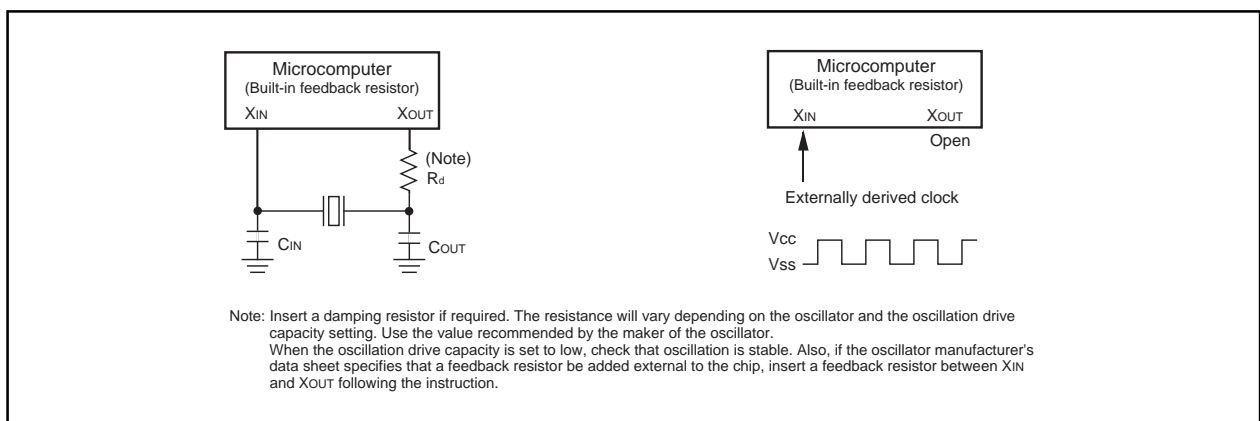 Microcomputer
(Built-in feedback resistor)
XIN XOUT
(Note)
Rd
CIN
COUT
Microcomputer
(Built-in feedback resistor)
XIN XOUT
Open
Externally derived clock
Vcc
Vss
Note: Insert a damping resistor if required. The resistance will vary depending on the oscillator and the oscillation drive
capacity setting. Use the value recommended by the maker of the oscillator.
When the oscillation drive capacity is set to low, check that oscillation is stable. Also, if the oscillator manufacturer's
data sheet specifies that a feedback resistor be added external to the chip, insert a feedback resistor between XIN
and XOUT following the instruction.